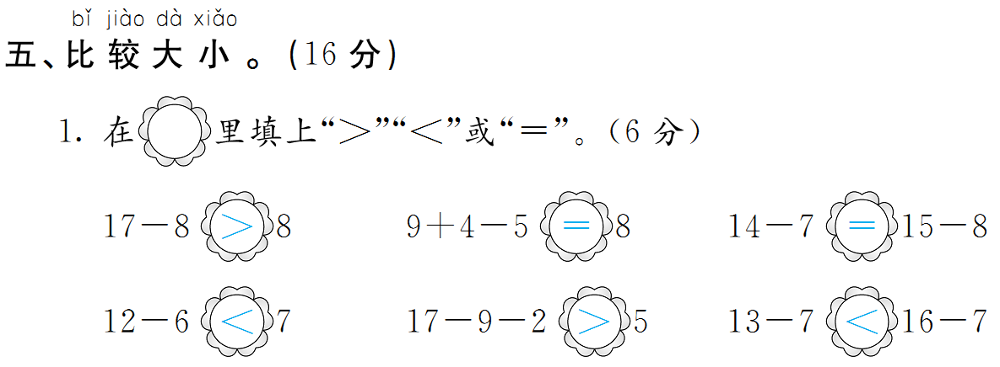 bǐ jiào dà xiǎo
五、比较大小。(16分)
1. 在 里填上“＞”“＜”或“＝”。(6分)
17－8＞8 9＋4－5＝8 14－7＝15－8
12－6＜7 17－9－2＞5 13－7＜16－7